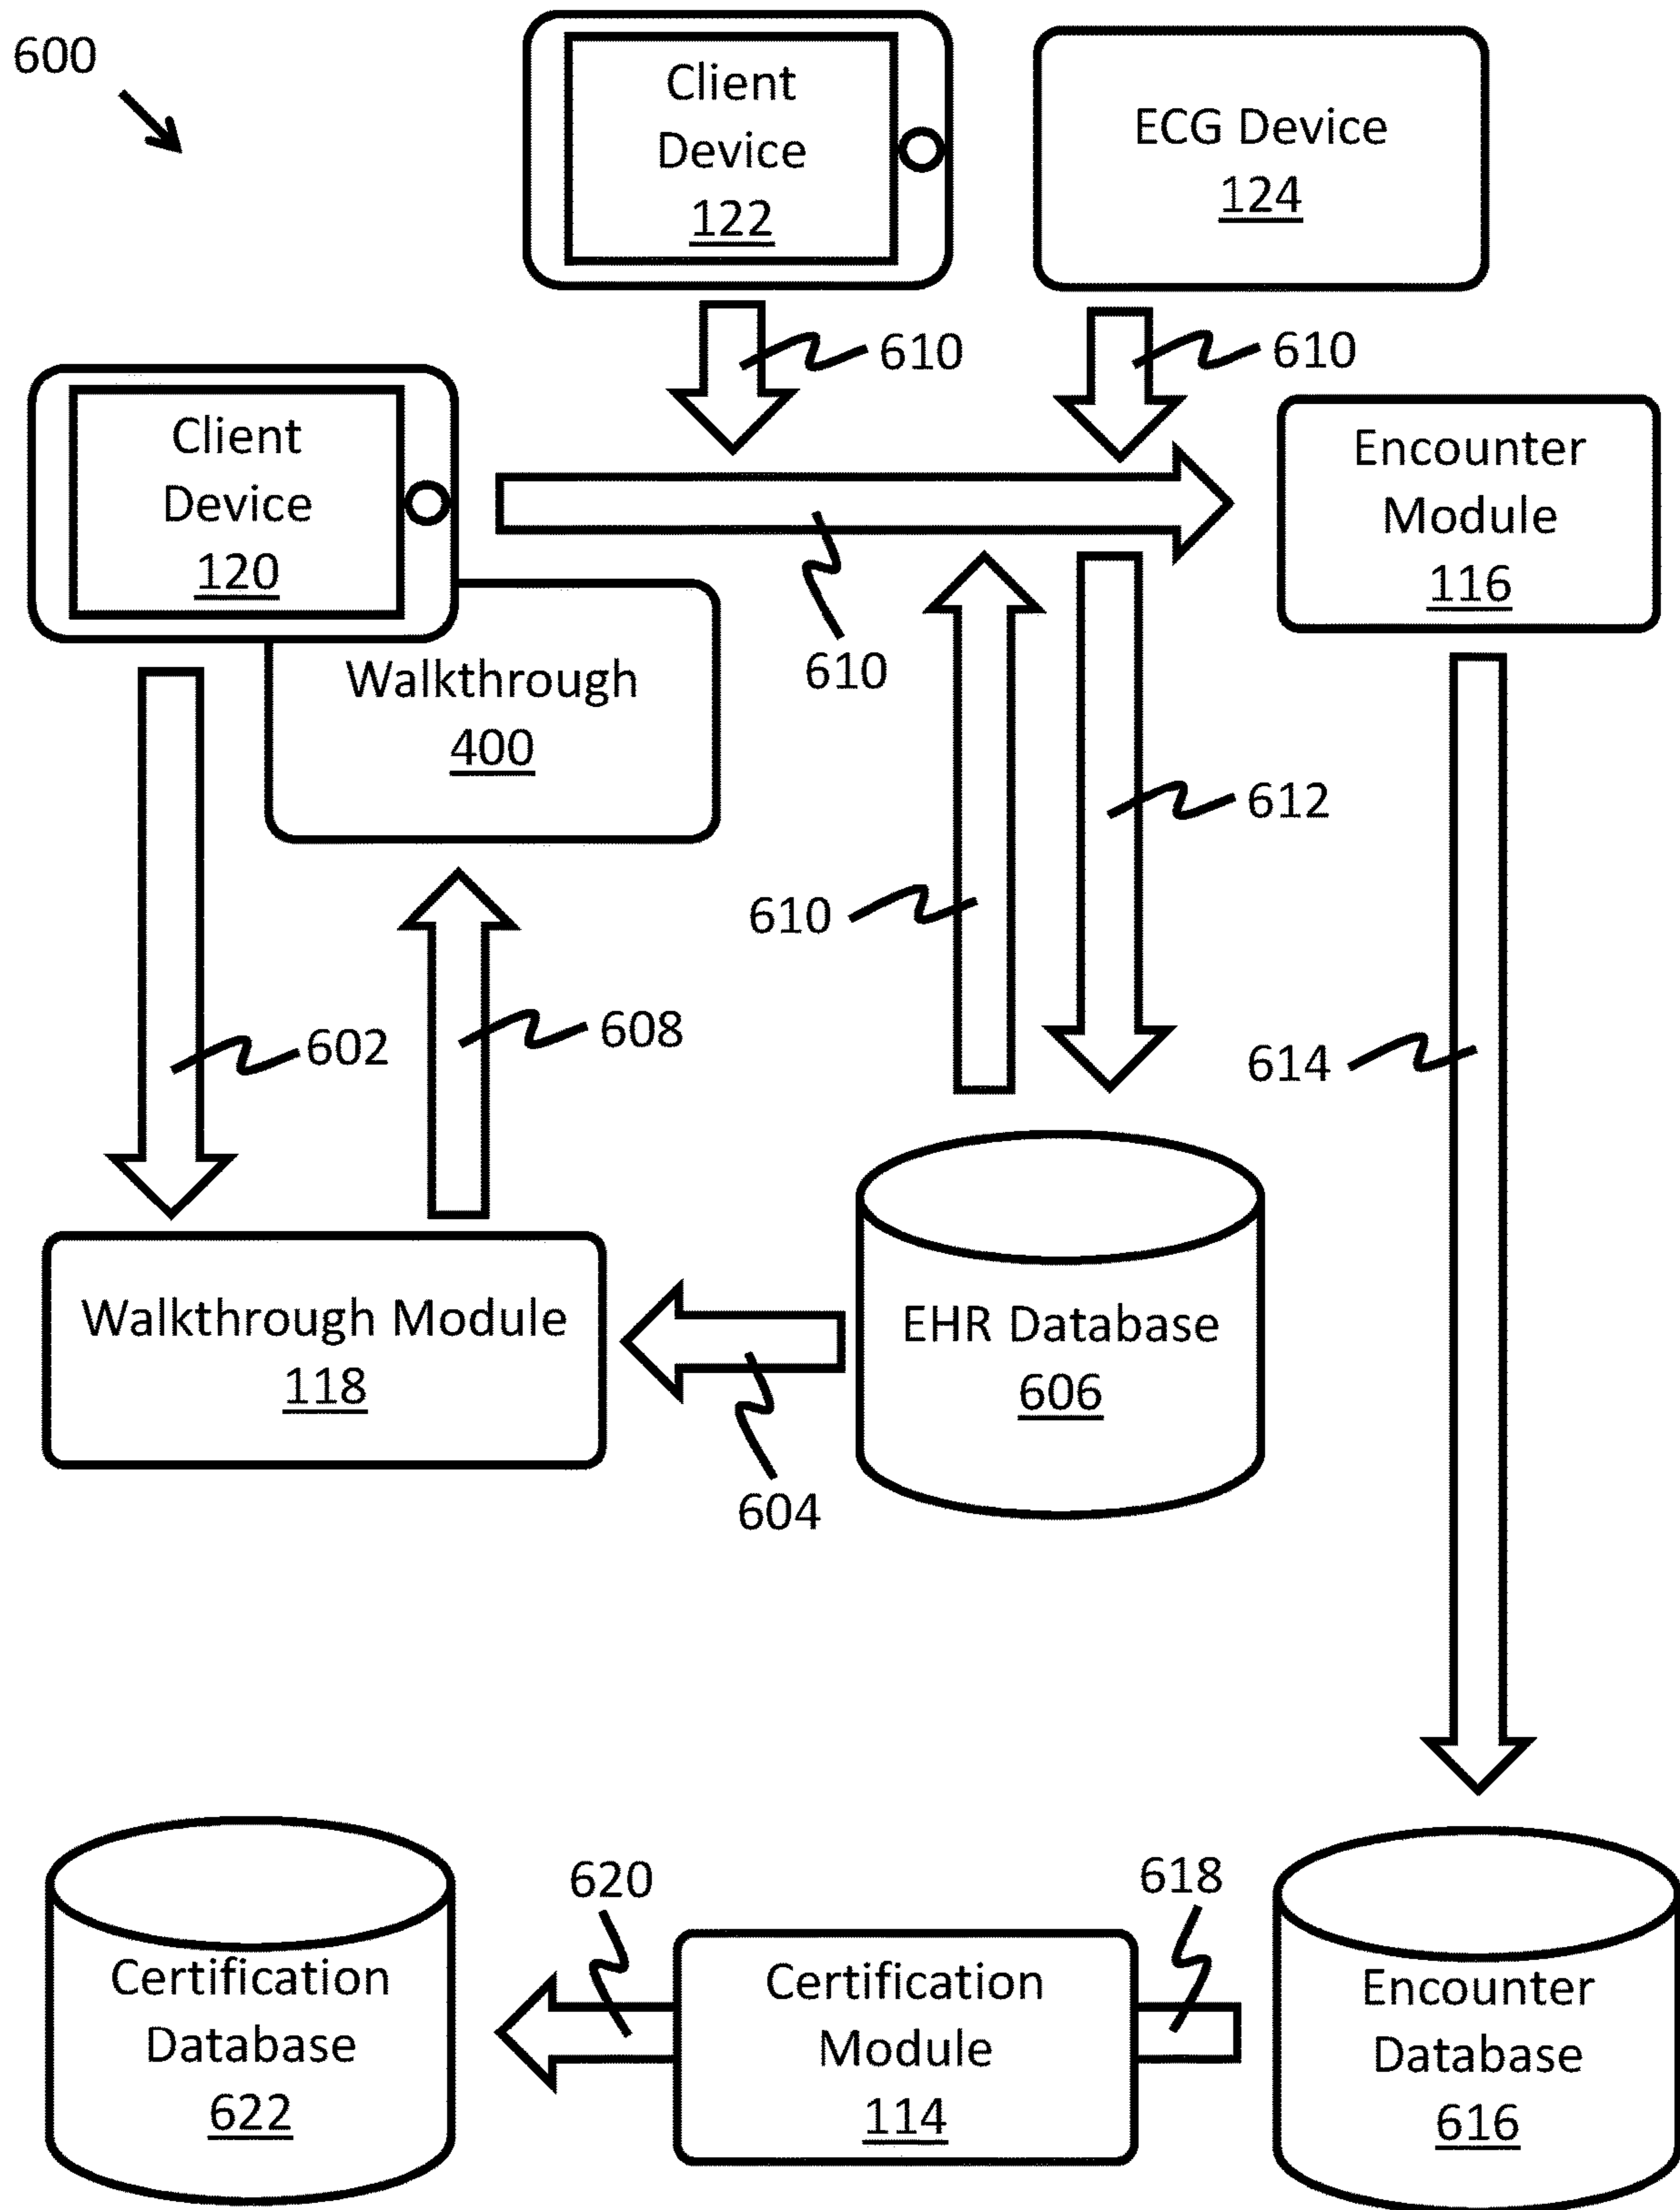 600
Client
Device
122
ECG Device
124
610
610
Client
Device
120
Encounter
Module
116
610
Walkthrough
400
612
610
608
602
614
Walkthrough Module
118
EHR Database
606
604
620
618
Certification
Database
622
Certification
Module
114
Encounter
Database
616